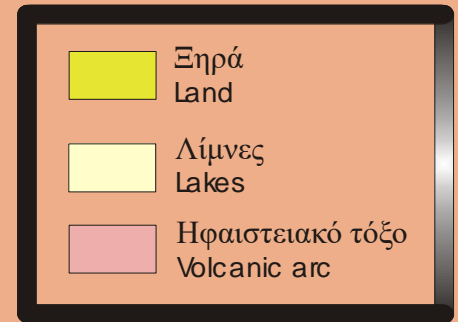 Ξηρά
Land
Λίμνες
Lakes
Ηφαιστειακό τόξο
Volcanic arc